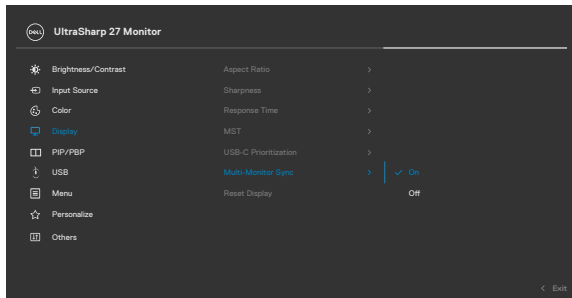 DELL UltraSharp 27 Monitor
Brightness/Contrast Aspect Ratio >
Input Source Sharpness >
Color Response Time >
Display MST >
PIP/PBP USB-C Prioritization >
USB Multi-Monitor Sync > ✓ On
Menu Reset Display Off
Personalize
Others
< Exit